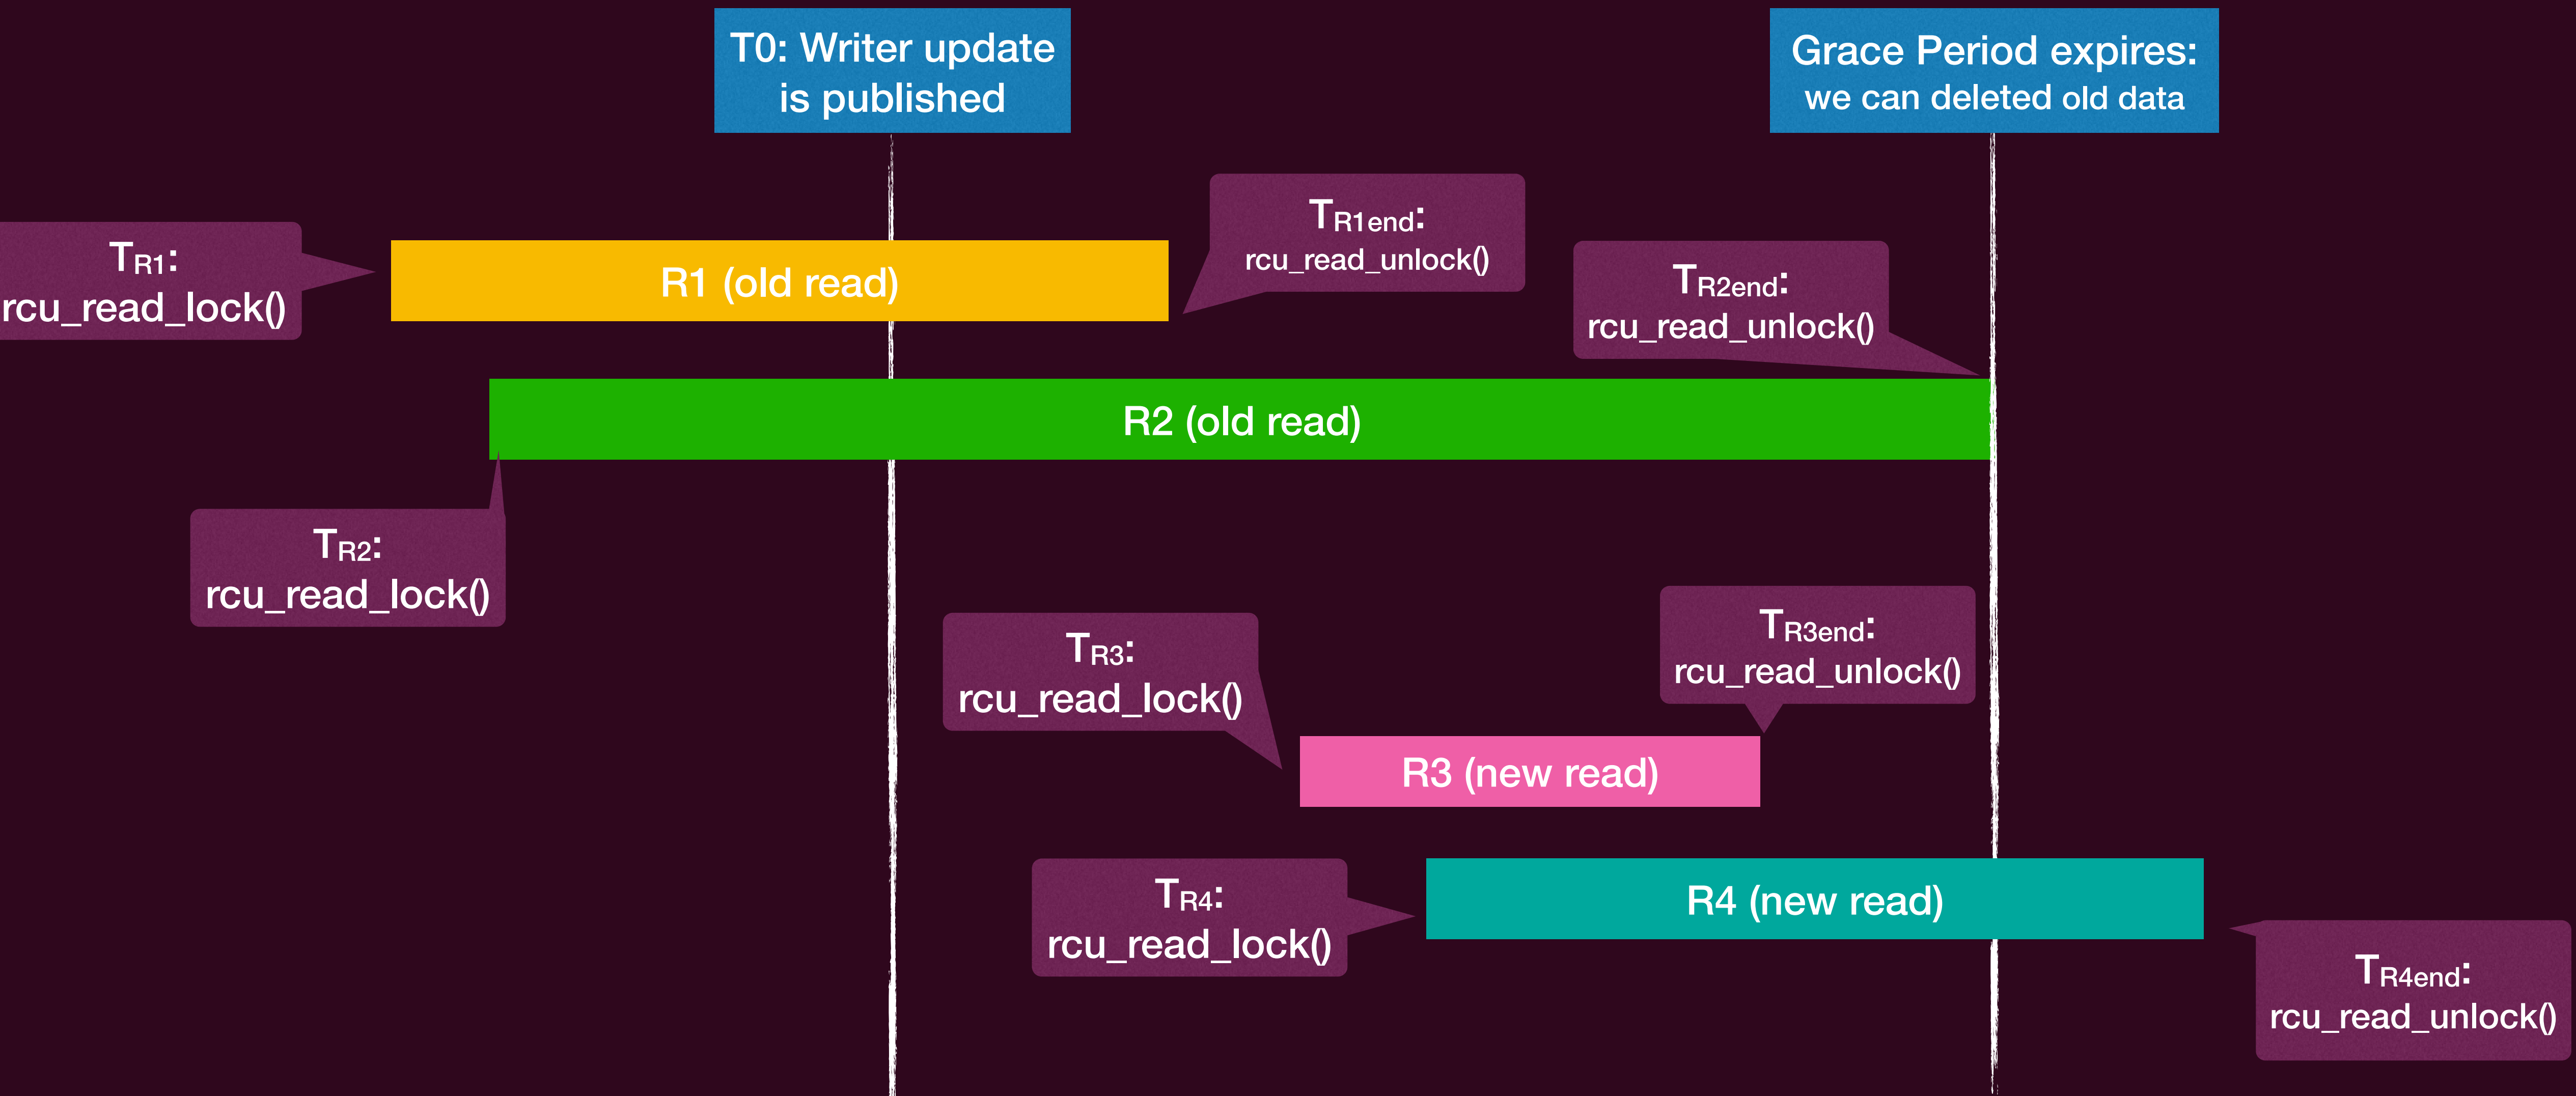 T0: Writer update
is published
Grace Period expires:
we can deleted old data
TR1:
rcu_read_lock()
R1 (old read)
TR1end:
rcu_read_unlock()
TR2end:
rcu_read_unlock()
R2 (old read)
TR2:
rcu_read_lock()
TR3:
rcu_read_lock()
TR3end:
rcu_read_unlock()
R3 (new read)
TR4:
rcu_read_lock()
R4 (new read)
TR4end:
rcu_read_unlock()